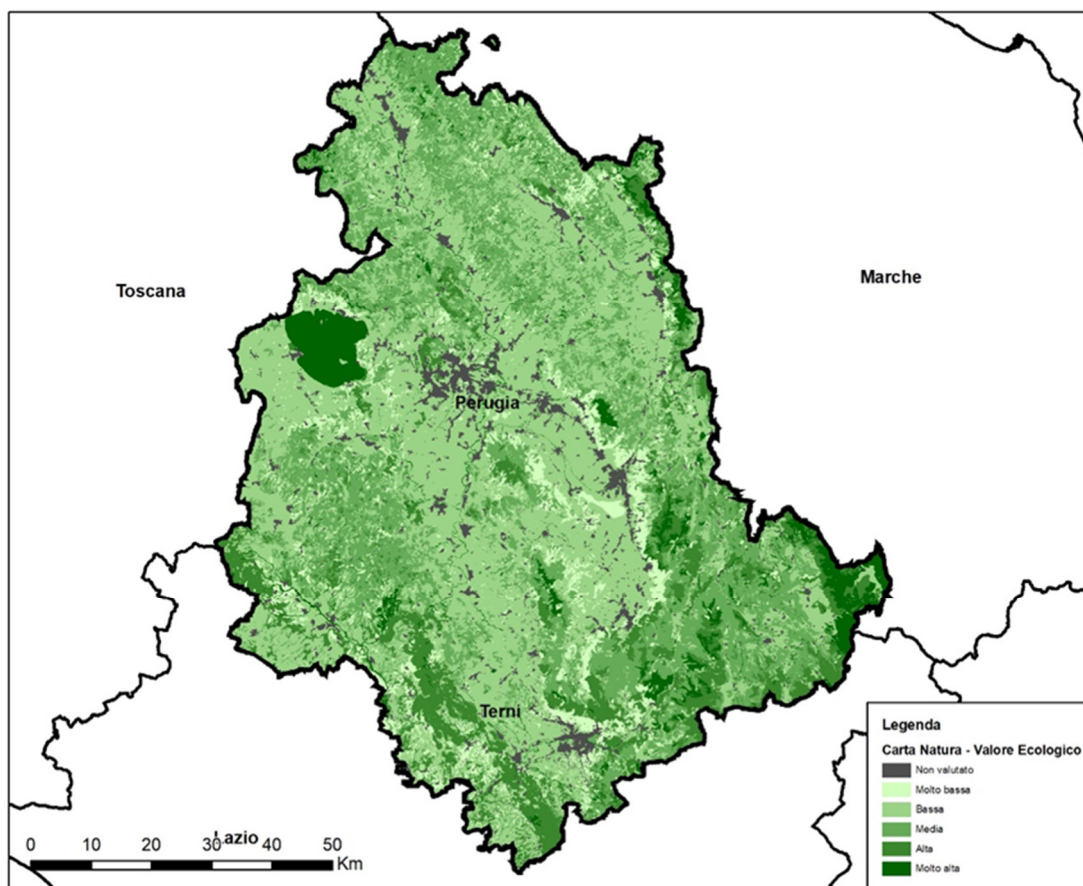 Toscana
Marche
Perugia
Terni
Lazio
0 10 20 30 40 50
Km
Legenda
Carta Natura - Valore Ecologico
Non valutato
Molto bassa
Bassa
Media
Alta
Molto alta